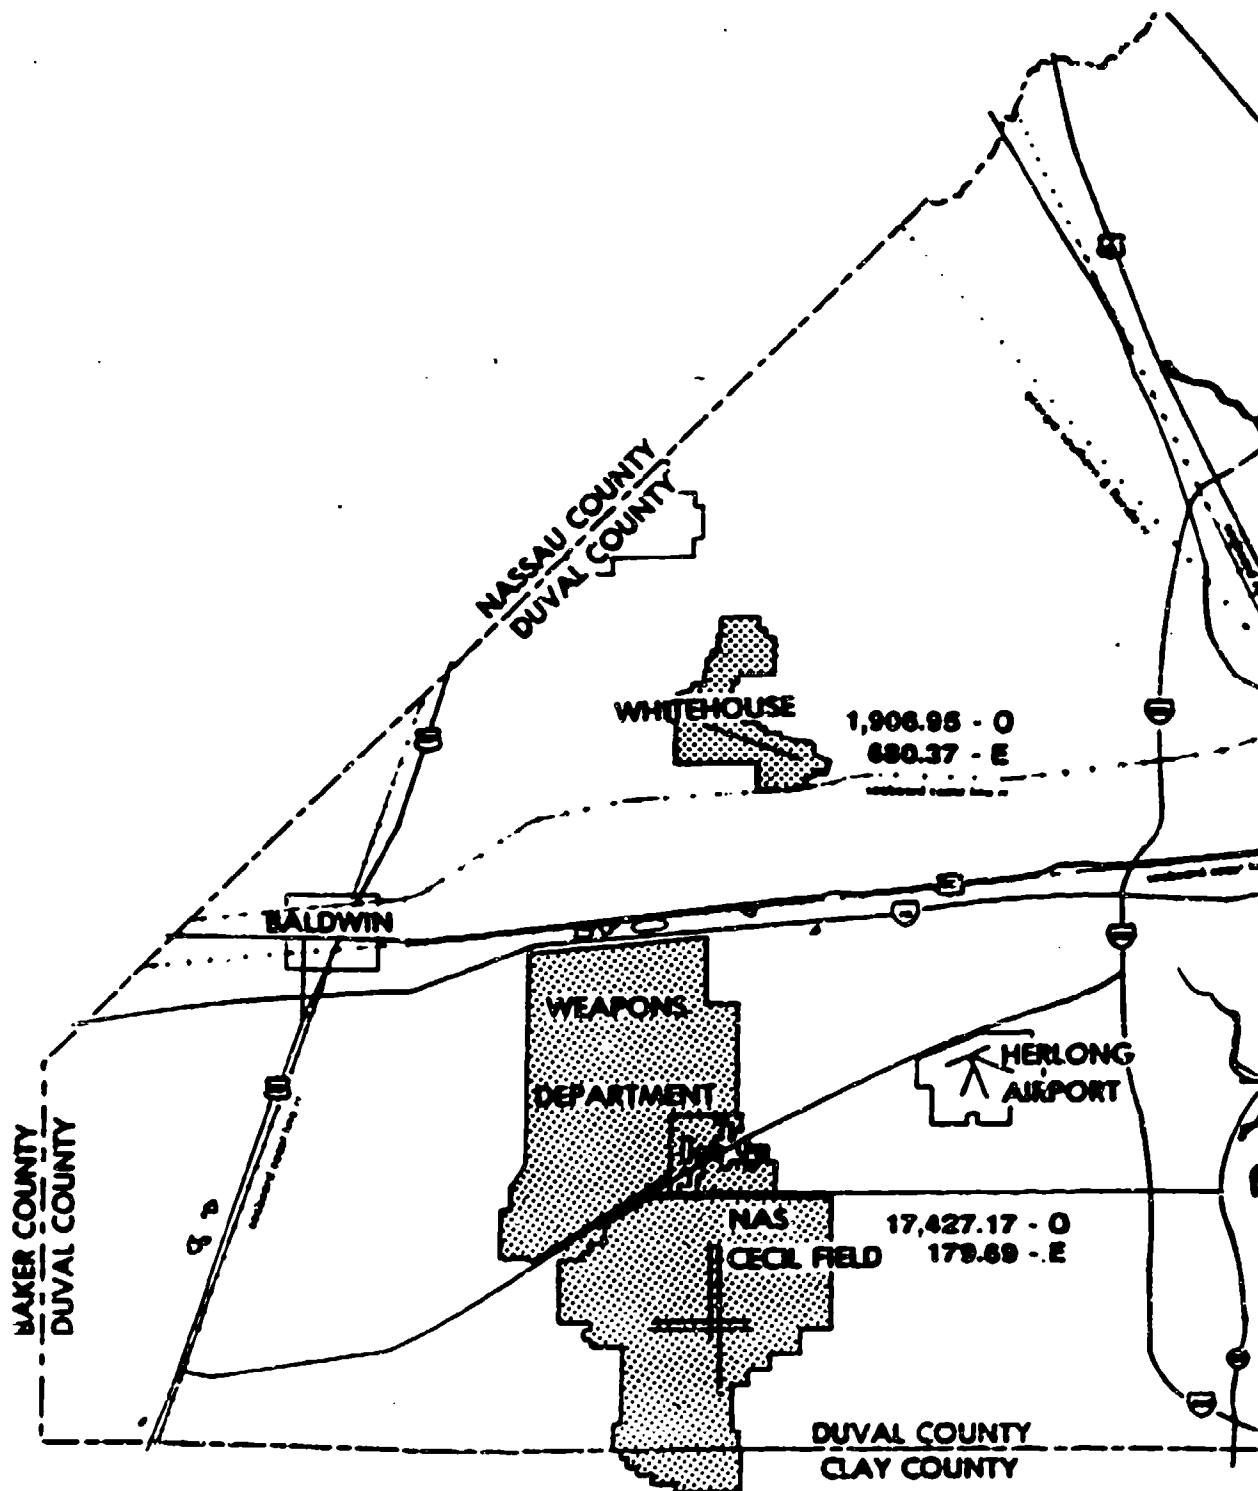 NASSAU COUNTY
DUVAL COUNTY
WHITEHOUSE
1,906.95 - O
680.37 - E
BALDWIN
WEAPONS
DEPARTMENT
HERLONG
AIRPORT
BAKER COUNTY
DUVAL COUNTY
NAS
CECIL FIELD
17,427.17 - O
179.69 - E
DUVAL COUNTY
CLAY COUNTY